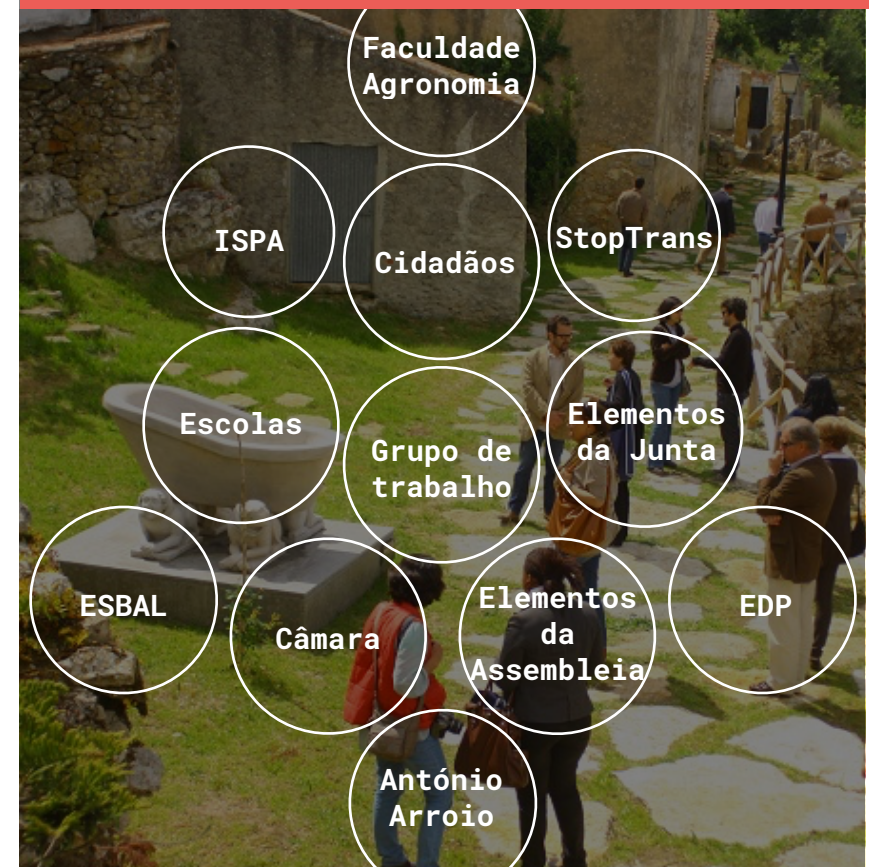 Faculdade
Agronomia
ISPA
Cidadãos
StopTrans
Escolas
Grupo de
trabalho
Elementos
da Junta
ESBAL
Câmara
Elementos
da
Assembleia
EDP
António
Arroio